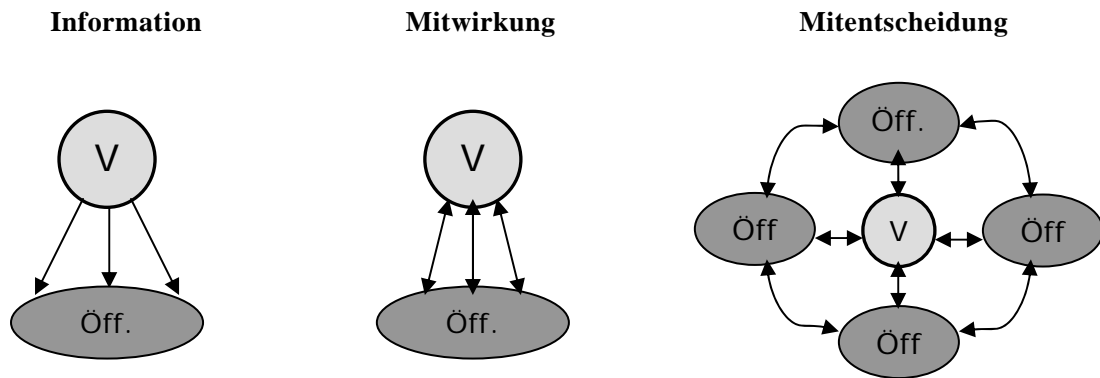 Information
Mitwirkung
Mitentscheidung
V
Öff.
V
Öff.
Öff.
Öff
V
Öff
Öff